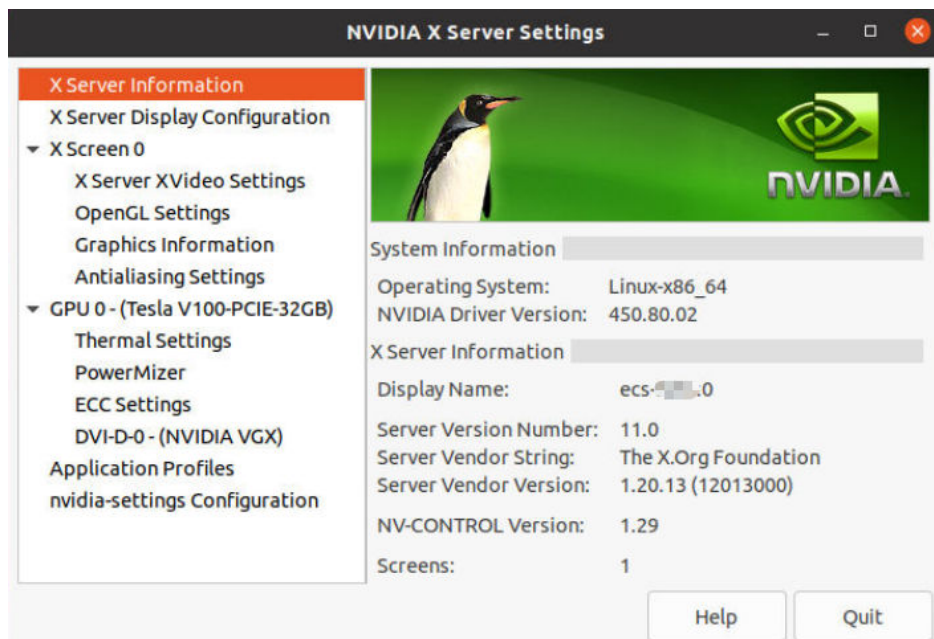 NVIDIA X Server Settings
X Server Information
X Server Display Configuration
X Screen 0
X Server XVideo Settings
OpenGL Settings
Graphics Information
Antialiasing Settings
GPU 0 - (Tesla V100-PCIE-32GB)
Thermal Settings
PowerMizer
ECC Settings
DVI-D-0 - (NVIDIA VGX)
Application Profiles
nvidia-settings Configuration
NVIDIA
System Information
Operating System: Linux-x86_64
NVIDIA Driver Version: 450.80.02
X Server Information
Display Name: ecs- :0
Server Version Number: 11.0
Server Vendor String: The X.Org Foundation
Server Vendor Version: 1.20.13 (12013000)
NV-CONTROL Version: 1.29
Screens: 1
Help Quit